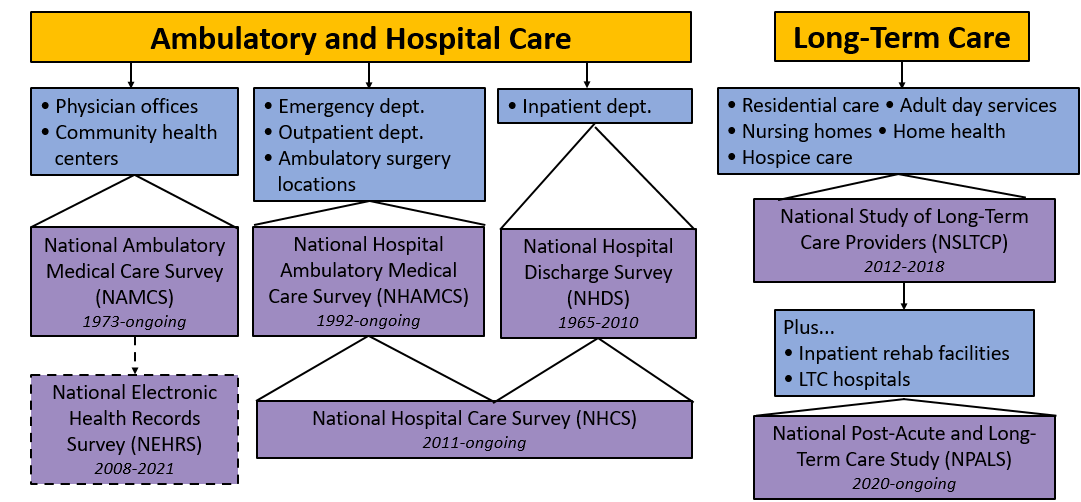 Ambulatory and Hospital Care
• Physician offices
• Community health
centers
National Ambulatory
Medical Care Survey
(NAMCS)
1973-ongoing
National Electronic
Health Records
Survey (NEHRS)
2008-2021
• Emergency dept.
• Outpatient dept.
• Ambulatory surgery
locations
National Hospital
Ambulatory Medical
Care Survey (NHAMCS)
1992-ongoing
• Inpatient dept.
National Hospital
Discharge Survey
(NHDS)
1965-2010
National Hospital Care Survey (NHCS)
2011-ongoing
Long-Term Care
• Residential care • Adult day services
• Nursing homes • Home health
• Hospice care
National Study of Long-Term
Care Providers (NSLTCP)
2012-2018
Plus...
• Inpatient rehab facilities
• LTC hospitals
National Post-Acute and Long-
Term Care Study (NPALS)
2020-ongoing